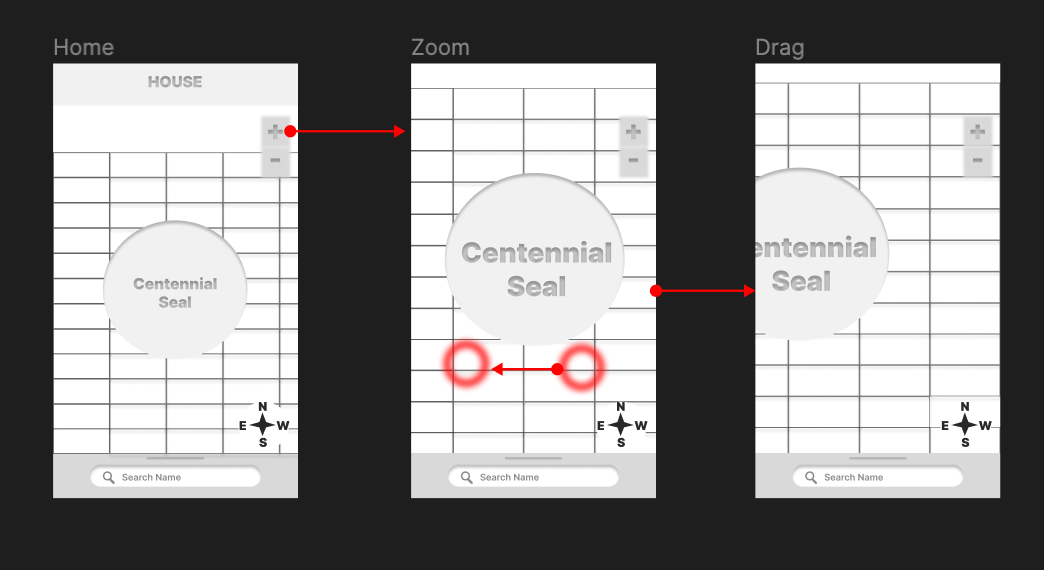 Home
HOUSE
+
-
Centennial
Seal
N
E W
S
Search Name
Zoom
+
-
Centennial
Seal
N
E W
S
Search Name
Drag
+
-
entennial
Seal
N
E W
S
Search Name